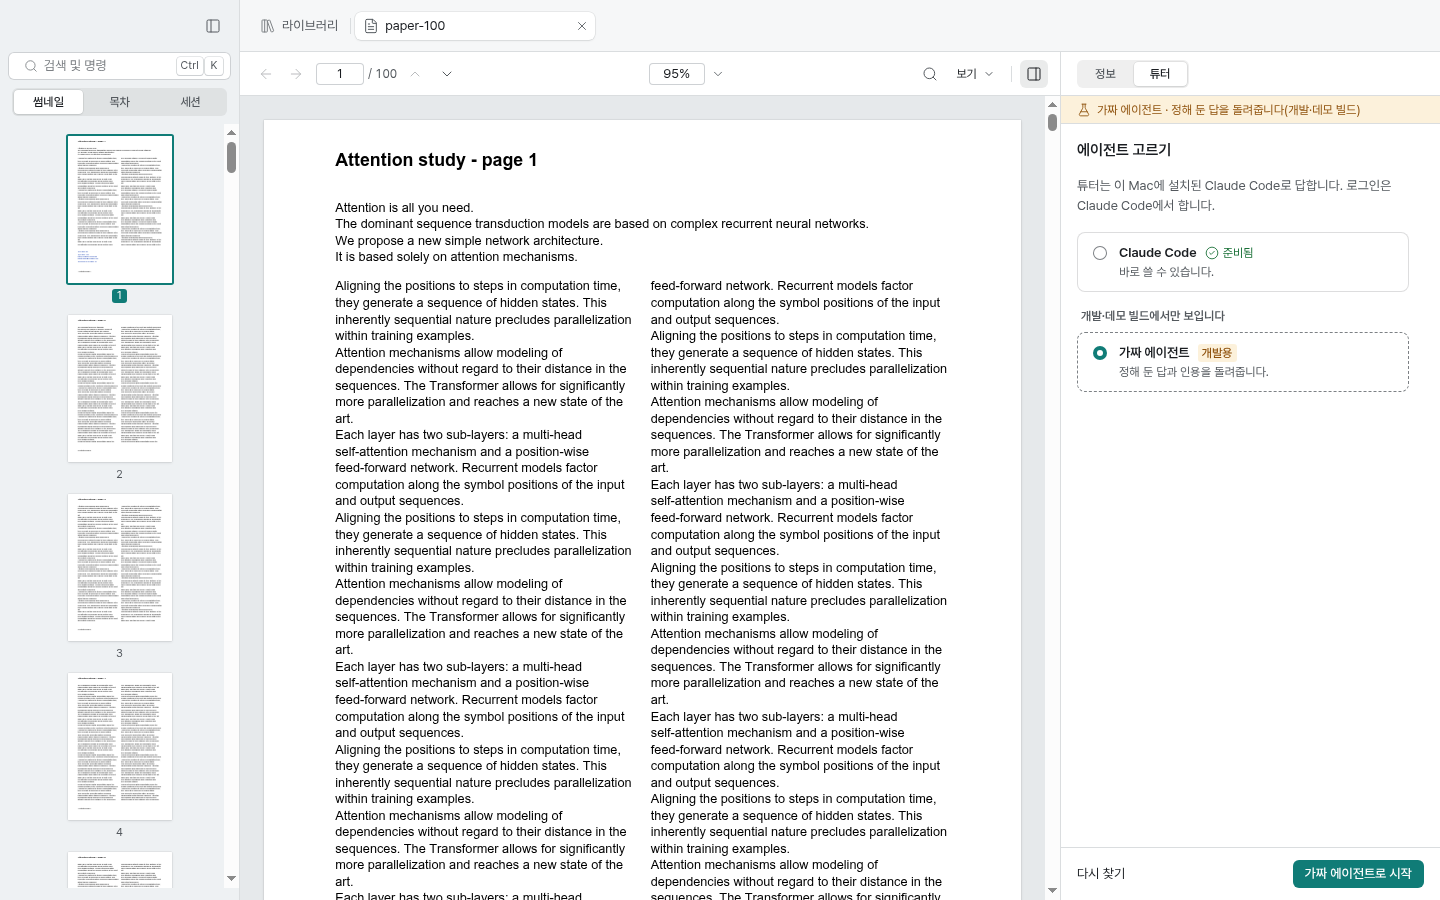 라이브러리
paper-100
검색 및 명령
Ctrl
K
1
/ 100
95%
보기
정보
튜터
썸네일
목차
세션
1
2
3
4
Attention study - page 1
Attention is all you need.
The dominant sequence transduction models are based on complex recurrent neural networks.
We propose a new simple network architecture.
It is based solely on attention mechanisms.
Aligning the positions to steps in computation time,
they generate a sequence of hidden states. This
inherently sequential nature precludes parallelization
within training examples.
Attention mechanisms allow modeling of
dependencies without regard to their distance in the
sequences. The Transformer allows for significantly
more parallelization and reaches a new state of the
art.
Each layer has two sub-layers: a multi-head
self-attention mechanism and a position-wise
feed-forward network. Recurrent models factor
computation along the symbol positions of the input
and output sequences.
Aligning the positions to steps in computation time,
they generate a sequence of hidden states. This
inherently sequential nature precludes parallelization
within training examples.
Attention mechanisms allow modeling of
dependencies without regard to their distance in the
sequences. The Transformer allows for significantly
more parallelization and reaches a new state of the
art.
Each layer has two sub-layers: a multi-head
self-attention mechanism and a position-wise
feed-forward network. Recurrent models factor
computation along the symbol positions of the input
and output sequences.
Aligning the positions to steps in computation time,
they generate a sequence of hidden states. This
inherently sequential nature precludes parallelization
within training examples.
Attention mechanisms allow modeling of
dependencies without regard to their distance in the
sequences. The Transformer allows for significantly
more parallelization and reaches a new state of the
art.
Each layer has two sub-layers: a multi-head
feed-forward network. Recurrent models factor
computation along the symbol positions of the input
and output sequences.
Aligning the positions to steps in computation time,
they generate a sequence of hidden states. This
inherently sequential nature precludes parallelization
within training examples.
Attention mechanisms allow modeling of
dependencies without regard to their distance in the
sequences. The Transformer allows for significantly
more parallelization and reaches a new state of the
art.
Each layer has two sub-layers: a multi-head
self-attention mechanism and a position-wise
feed-forward network. Recurrent models factor
computation along the symbol positions of the input
and output sequences.
Aligning the positions to steps in computation time,
they generate a sequence of hidden states. This
inherently sequential nature precludes parallelization
within training examples.
Attention mechanisms allow modeling of
dependencies without regard to their distance in the
sequences. The Transformer allows for significantly
more parallelization and reaches a new state of the
art.
Each layer has two sub-layers: a multi-head
self-attention mechanism and a position-wise
feed-forward network. Recurrent models factor
computation along the symbol positions of the input
and output sequences.
Aligning the positions to steps in computation time,
they generate a sequence of hidden states. This
inherently sequential nature precludes parallelization
within training examples.
Attention mechanisms allow modeling of
dependencies without regard to their distance in the
sequences. The Transformer allows for significantly
가짜 에이전트 · 정해 둔 답을 돌려줍니다(개발·데모 빌드)
에이전트 고르기
튜터는 이 Mac에 설치된 Claude Code로 답합니다. 로그인은
Claude Code에서 합니다.
Claude Code 준비됨
바로 쓸 수 있습니다.
개발·데모 빌드에서만 보입니다
가짜 에이전트 개발용
정해 둔 답과 인용을 돌려줍니다.
다시 찾기
가짜 에이전트로 시작